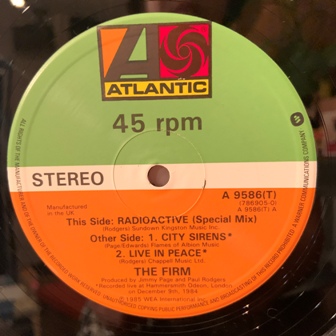 ATLANTIC
45 rpm
STEREO
A 9586(T)
(786905-0)
A 9586(T) A
Manufactured
in the UK
This Side: RADIOACTIVE (Special Mix)
(Rodgers) Sundown Kingston Music Inc.
Other Side: 1. CITY SIRENS*
(Page/Edwards) Flames of Albion Music
2. LIVE IN PEACE*
(Rodgers) Chappell Music Ltd.
THE FIRM
Produced by Jimmy Page and Paul Rodgers
*Recorded live at Hammersmith Odeon, London
on December 9th, 1984
℗ 1985 WEA International Inc.